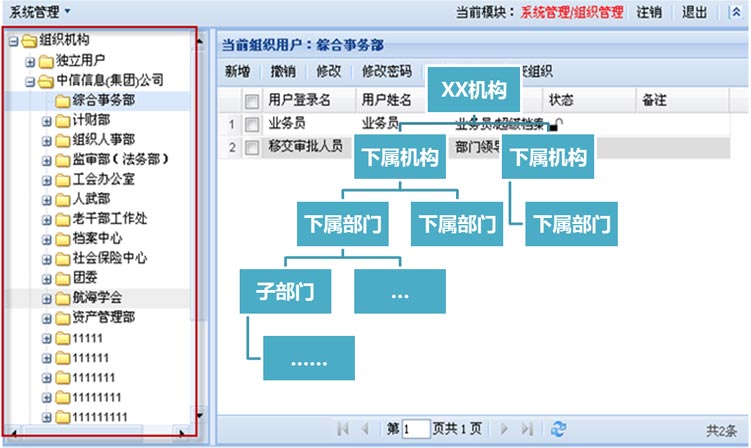 系统管理
当前模块：系统管理/组织管理 注销 退出
组织机构
独立用户
中信信息(集团)公司
综合事务部
计财部
组织人事部
监审部（法务部）
工会办公室
人武部
老干部工作处
档案中心
社会保险中心
团委
航海学会
资产管理部
11111
111111
1111111
11111111
111111111
当前组织用户：综合事务部
新增 撤销 修改 修改密码 组织
用户登录名 用户姓名 状态 备注
1 业务员 业务员 业务员/超级档案
2 移交审批人员 部门领导
XX机构
下属机构 下属机构
下属部门 下属部门 下属部门
子部门 ...
......
第 1 页共 1 页
共2条